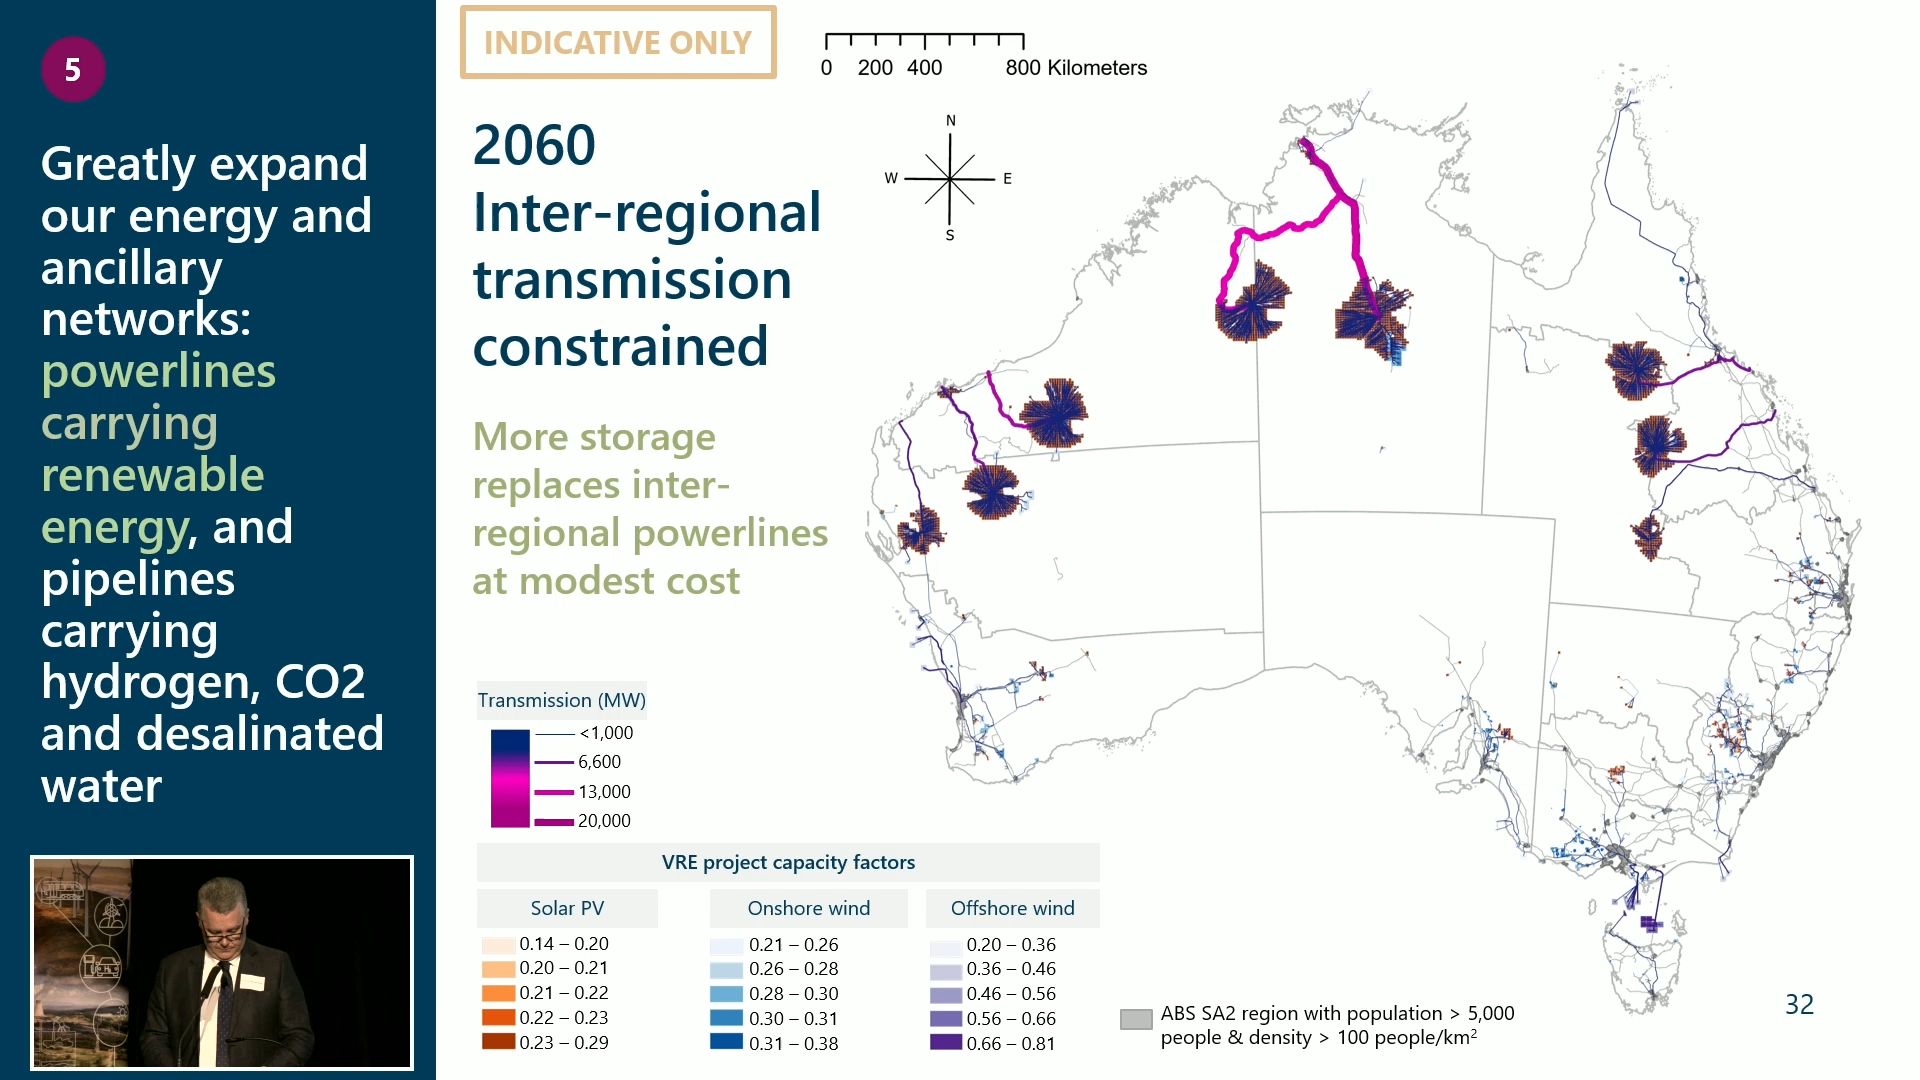 5
Greatly expand
our energy and
ancillary
networks:
powerlines
carrying
renewable
energy, and
pipelines
carrying
hydrogen, CO2
and desalinated
water
INDICATIVE ONLY
0 200 400 800 Kilometers
N
W E
S
2060
Inter-regional
transmission
constrained
More storage
replaces inter-
regional powerlines
at modest cost
Transmission (MW)
<1,000
6,600
13,000
20,000
VRE project capacity factors
Solar PV
0.14 – 0.20
0.20 – 0.21
0.21 – 0.22
0.22 – 0.23
0.23 – 0.29
Onshore wind
0.21 – 0.26
0.26 – 0.28
0.28 – 0.30
0.30 – 0.31
0.31 – 0.38
Offshore wind
0.20 – 0.36
0.36 – 0.46
0.46 – 0.56
0.56 – 0.66
0.66 – 0.81
ABS SA2 region with population > 5,000
people & density > 100 people/km²
32